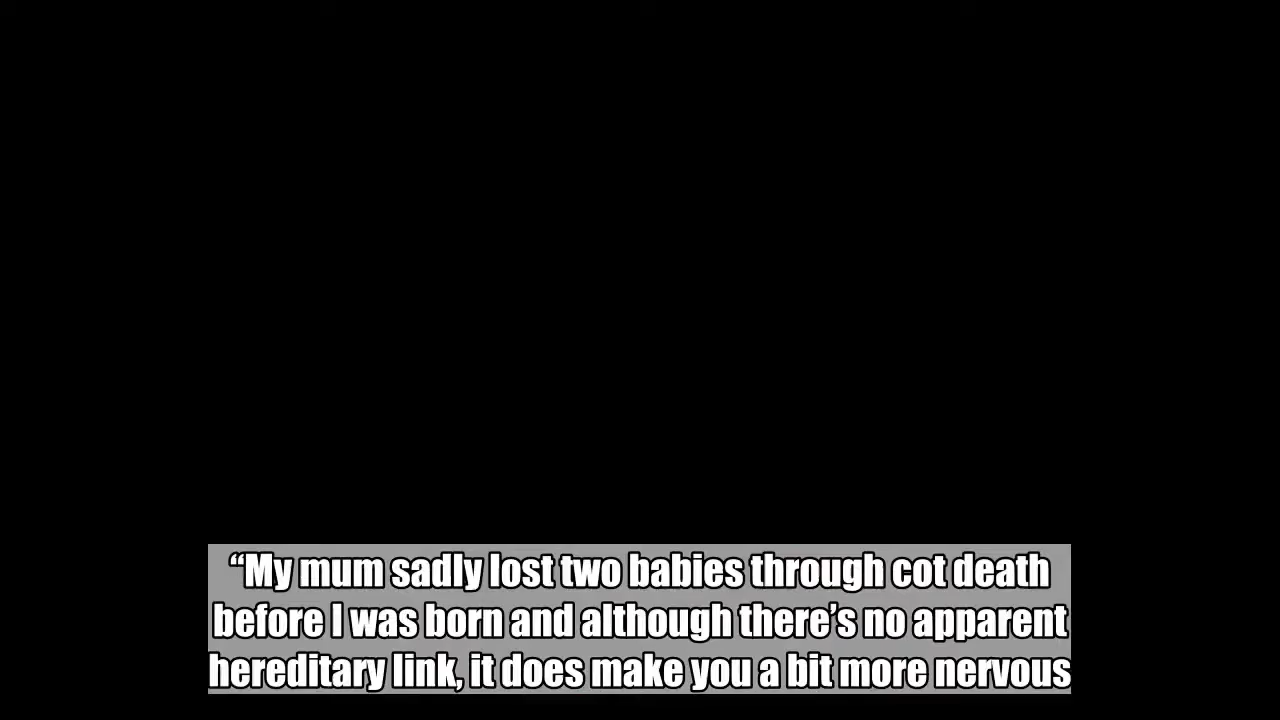 “My mum sadly lost two babies through cot death
before I was born and although there’s no apparent
hereditary link, it does make you a bit more nervous